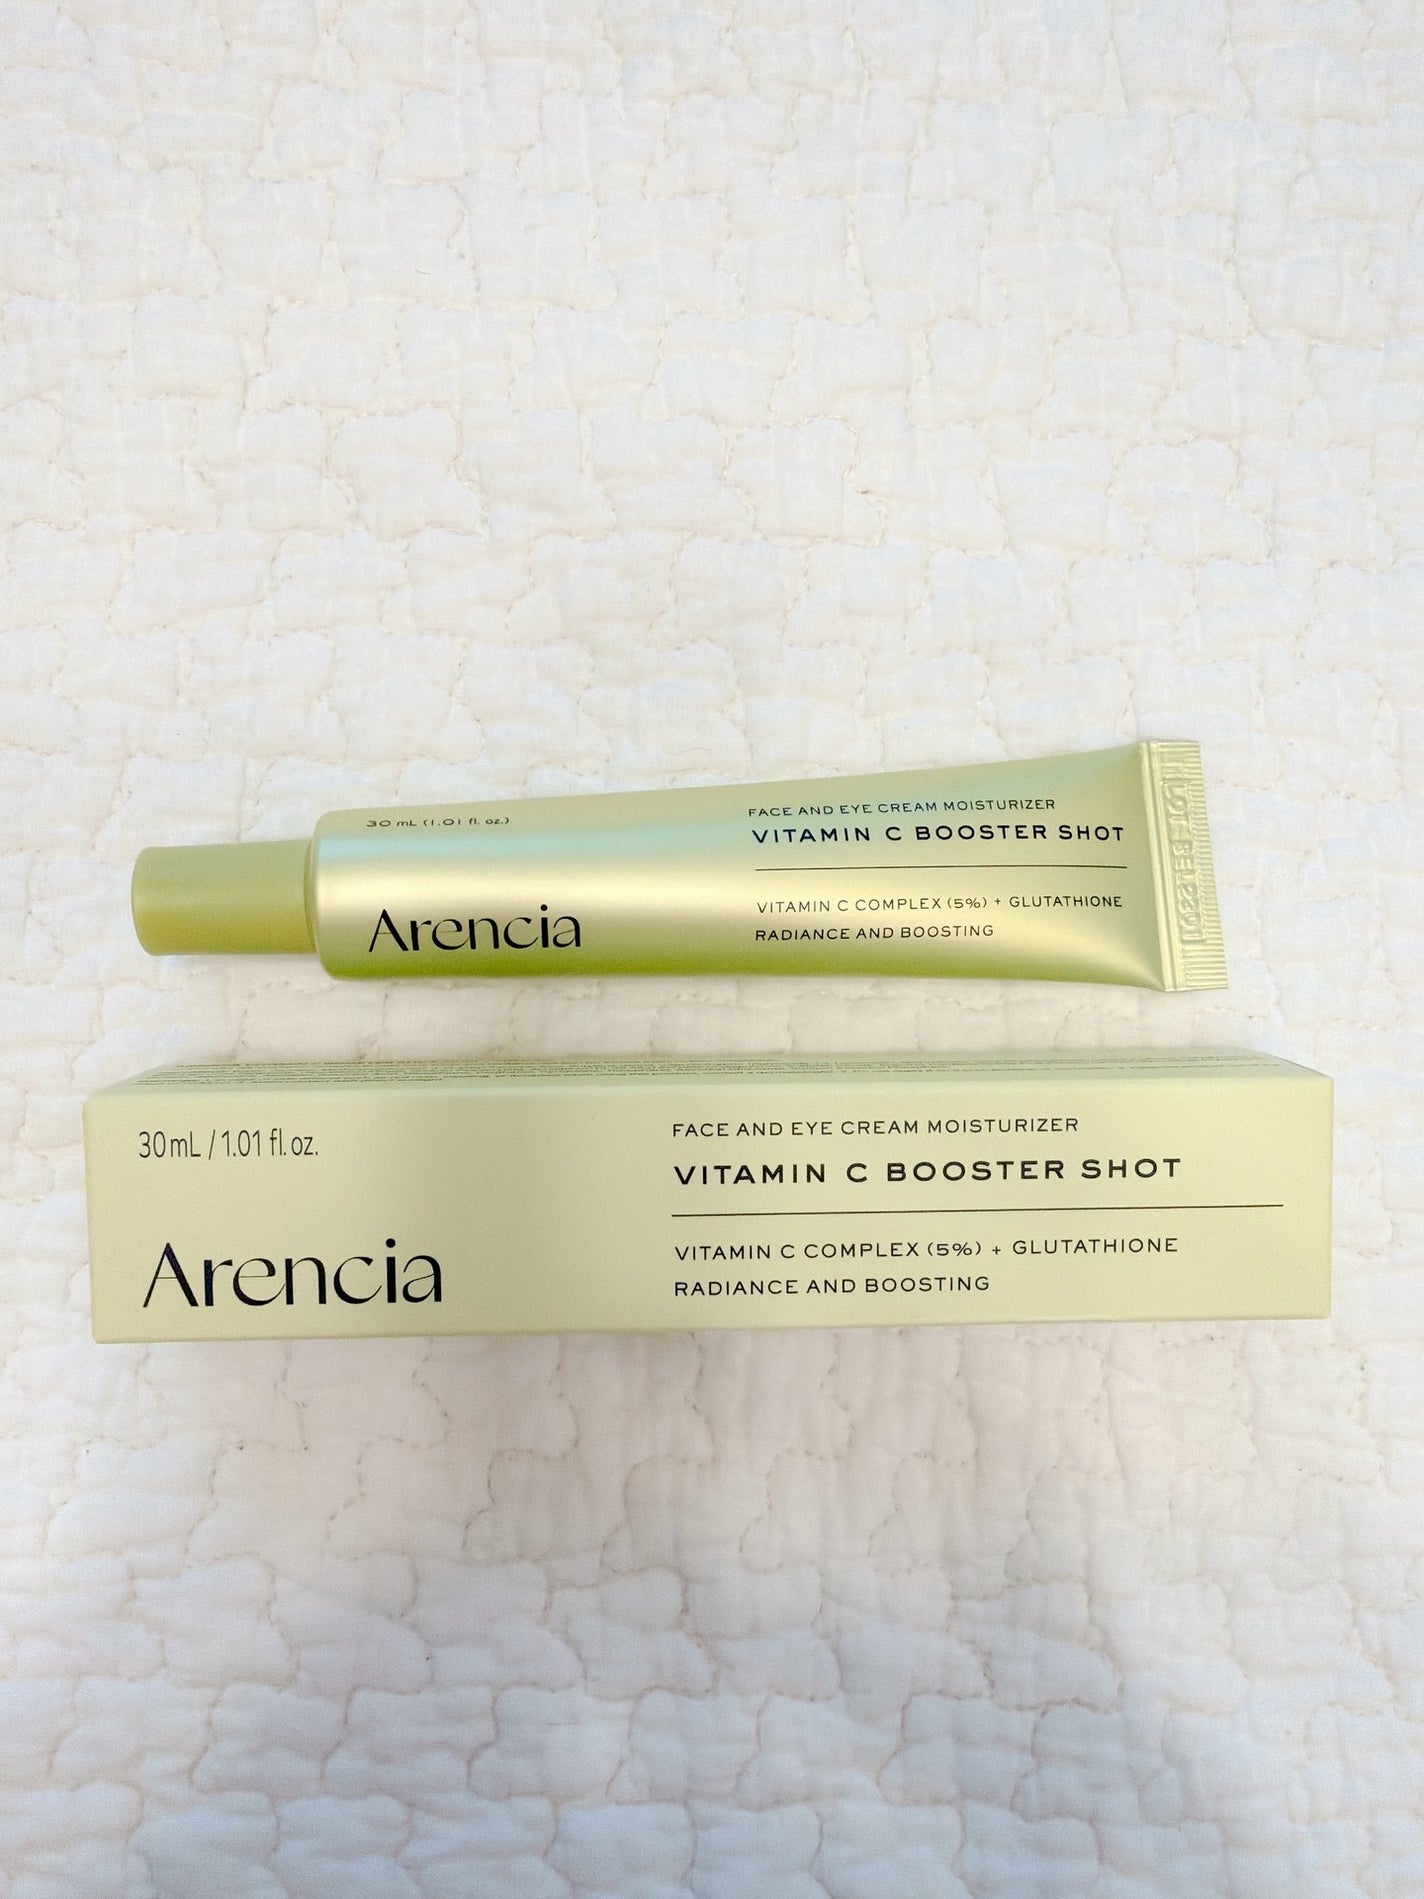 30 mL (1.01 fl. oz.)
Arencia
FACE AND EYE CREAM MOISTURIZER
VITAMIN C BOOSTER SHOT
VITAMIN C COMPLEX (5%) + GLUTATHIONE
RADIANCE AND BOOSTING
30mL / 1.01 fl. oz.
Arencia
FACE AND EYE CREAM MOISTURIZER
VITAMIN C BOOSTER SHOT
VITAMIN C COMPLEX (5%) + GLUTATHIONE
RADIANCE AND BOOSTING